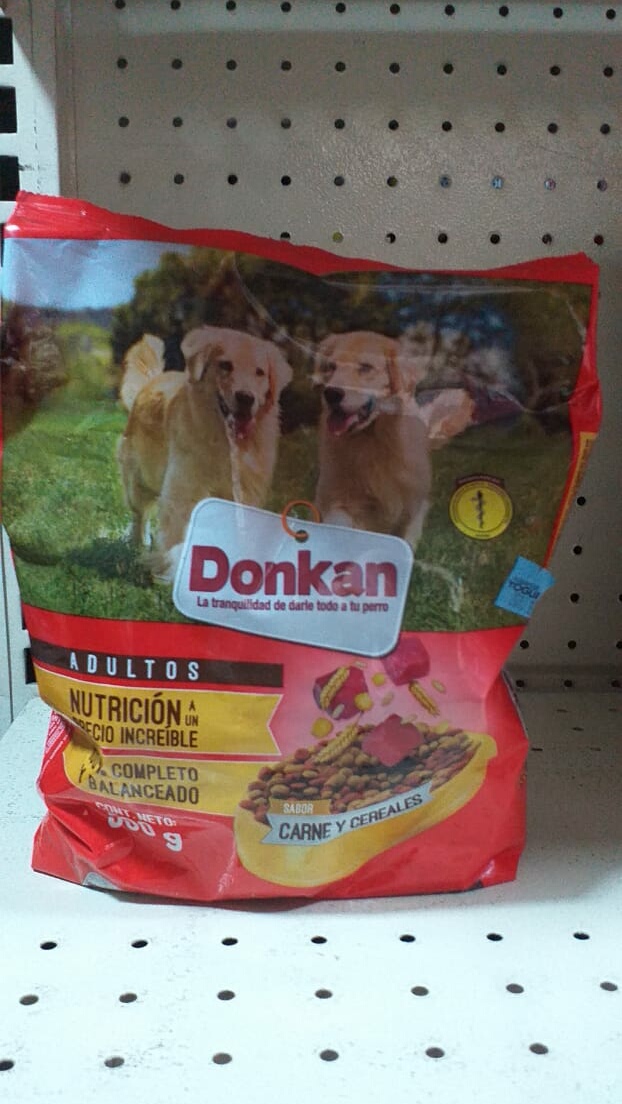 Donkan
La tranquilidad de darle todo a tu perro
ADULTOS
NUTRICIÓN A UN
PRECIO INCREÍBLE
COMPLETO
BALANCEADO
CONT. NETO:
g
SABOR
CARNE Y CEREALES